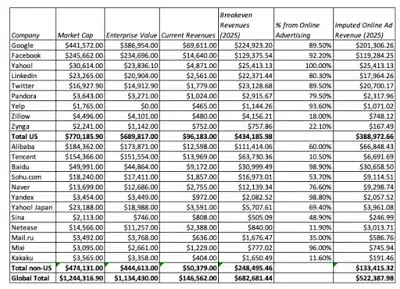 Company Market Cap Enterprise Value Current Revenues Breakeven Revenues (2025) % from Online Advertising Imputed Online Ad Revenue (2025)
Google $441,572.00 $386,954.00 $69,611.00 $224,923.20 89.50% $201,306.26
Facebook $245,662.00 $234,696.00 $14,640.00 $129,375.54 92.20% $119,284.25
Yahoo! $30,614.00 $23,836.10 $4,871.00 $25,413.13 100.00% $25,413.13
LinkedIn $23,265.00 $20,904.00 $2,561.00 $22,371.44 80.30% $17,964.26
Twitter $16,927.90 $14,912.90 $1,779.00 $23,128.68 89.50% $20,700.17
Pandora $3,643.00 $3,271.00 $1,024.00 $2,915.67 79.50% $2,317.96
Yelp $1,765.00 $0.00 $465.00 $1,144.26 93.60% $1,071.02
Zillow $4,496.00 $4,101.00 $480.00 $4,156.21 18.00% $748.12
Zynga $2,241.00 $1,142.00 $752.00 $757.86 22.10% $167.49
Total US $770,185.90 $689,817.00 $96,183.00 $434,185.98 $388,972.66
Alibaba $184,362.00 $173,871.00 $12,598.00 $111,414.06 60.00% $66,848.43
Tencent $154,366.00 $151,554.00 $13,969.00 $63,730.36 10.50% $6,691.69
Baidu $49,991.00 $44,864.00 $9,172.00 $30,999.49 98.90% $30,658.50
Sohu.com $18,240.00 $17,411.00 $1,857.00 $16,973.01 53.70% $9,114.51
Naver $13,699.00 $12,686.00 $2,755.00 $12,139.34 76.60% $9,298.74
Yandex $3,454.00 $3,449.00 $972.00 $2,082.52 98.80% $2,057.52
Yahoo! Japan $23,188.00 $18,988.00 $3,591.00 $5,707.61 69.40% $3,961.08
Sina $2,113.00 $746.00 $808.00 $505.09 48.90% $246.99
Netease $14,566.00 $11,257.00 $2,388.00 $840.00 11.90% $3,013.71
Mail.ru $3,492.00 $3,768.00 $636.00 $1,676.47 35.00% $586.76
Mixi $3,095.00 $2,661.00 $1,229.00 $777.02 96.00% $745.94
Kakaku $3,565.00 $3,358.00 $404.00 $1,650.49 11.60% $191.46
Total non-US $474,131.00 $444,613.00 $50,379.00 $248,495.46 $133,415.32
Global Total $1,244,316.90 $1,134,430.00 $146,562.00 $682,681.44 $522,387.98